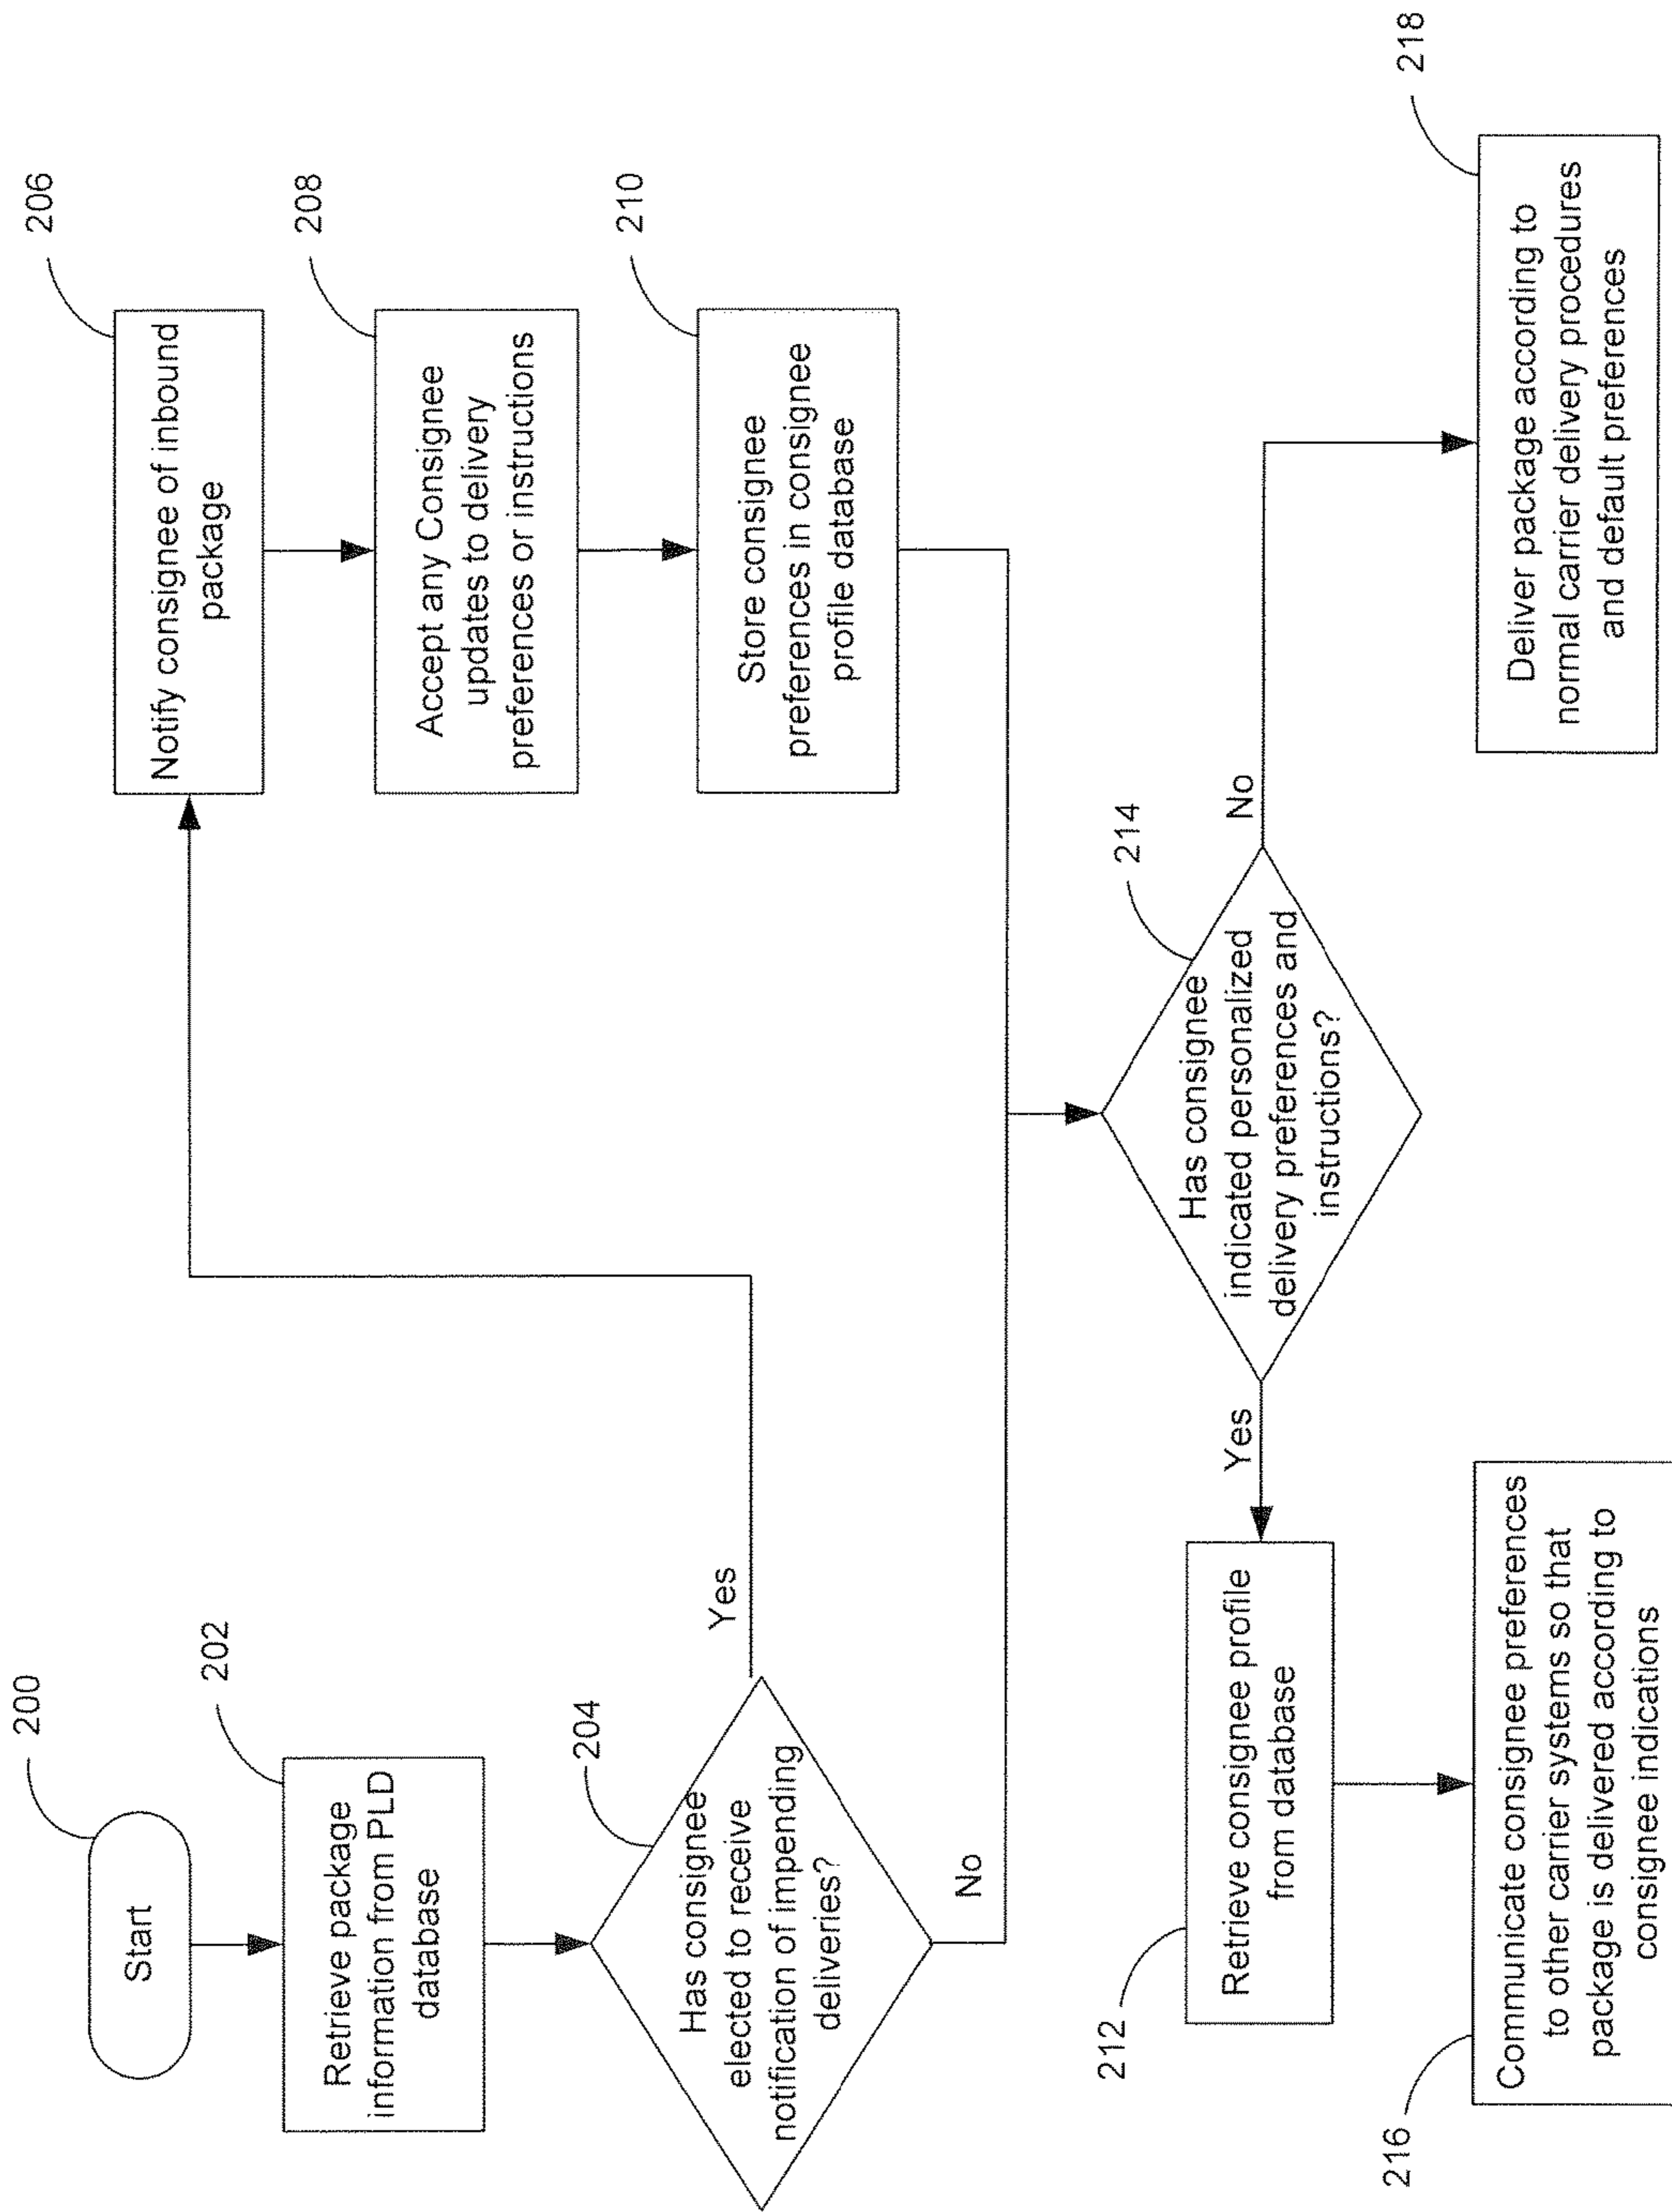 200
Start
202
Retrieve package
information from PLD
database
204
Has consignee
elected to receive
notification of impending
deliveries?
Yes
No
206
Notify consignee of inbound
package
208
Accept any Consignee
updates to delivery
preferences or instructions
210
Store consignee
preferences in consignee
profile database
214
Has consignee
indicated personalized
delivery preferences and
instructions?
Yes
No
212
Retrieve consignee profile
from database
216
Communicate consignee preferences
to other carrier systems so that
package is delivered according to
consignee indications
218
Deliver package according to
normal carrier delivery procedures
and default preferences